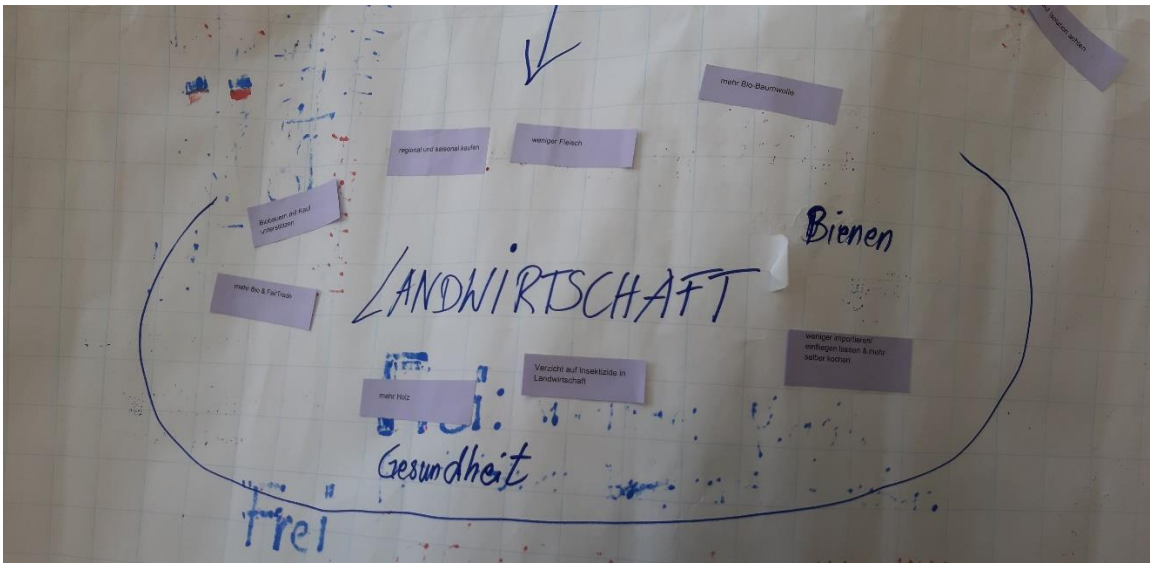 mehr Bio-Baumwolle
regional und saisonal kaufen
weniger Fleisch
Biobauern mit Kauf
unterstützen
Bienen
mehr Bio & FairTrade
LANDWIRTSCHAFT
weniger importieren/
einfliegen lassen & mehr
selber kochen
Verzicht auf Insektizide in
Landwirtschaft
mehr Holz
Gesundheit
Frei